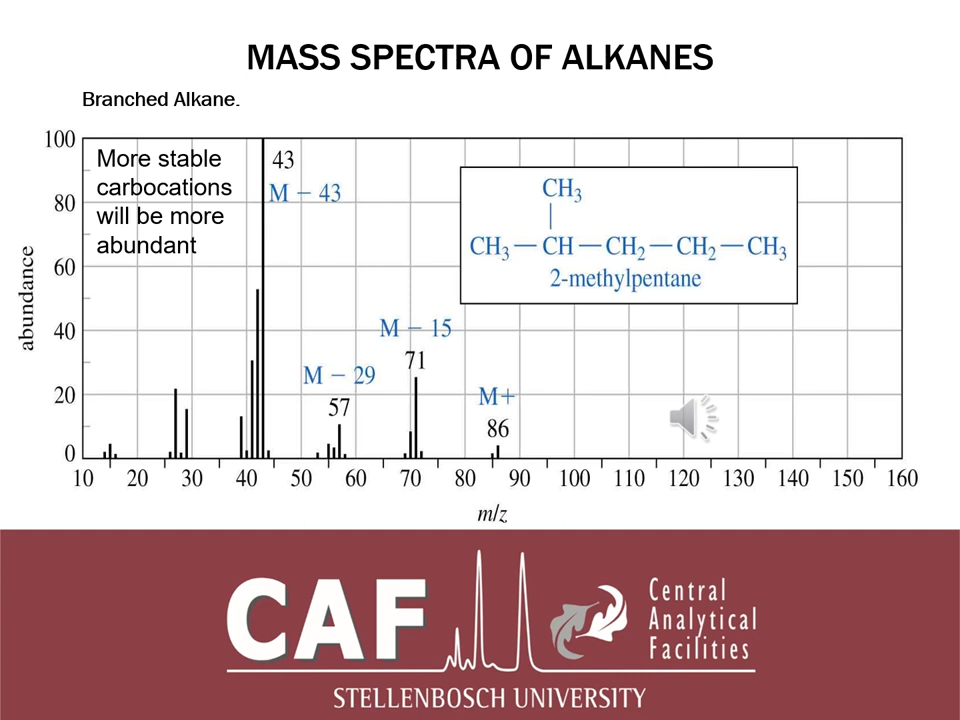 MASS SPECTRA OF ALKANES
Branched Alkane.
abundance
100
80
60
40
20
0
More stable
carbocations
will be more
abundant
43
M − 43
CH₃
|
CH₃ — CH — CH₂ — CH₂ — CH₃
2-methylpentane
M − 15
71
M − 29
57
M+
86
10 20 30 40 50 60 70 80 90 100 110 120 130 140 150 160
m/z
CAF
Central
Analytical
Facilities
STELLENBOSCH UNIVERSITY